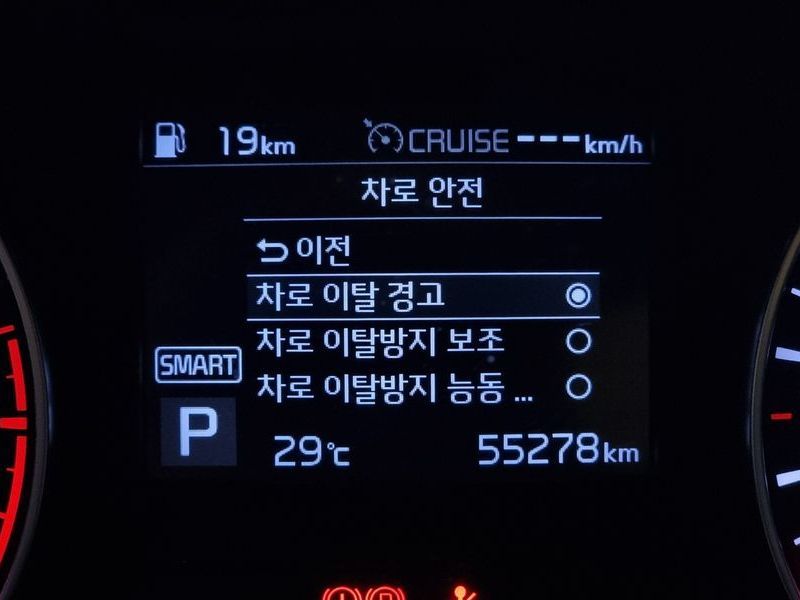 19km CRUISE ---km/h
차로 안전
이전
차로 이탈 경고
차로 이탈방지 보조
차로 이탈방지 능동 ...
SMART
P
29℃ 55278km